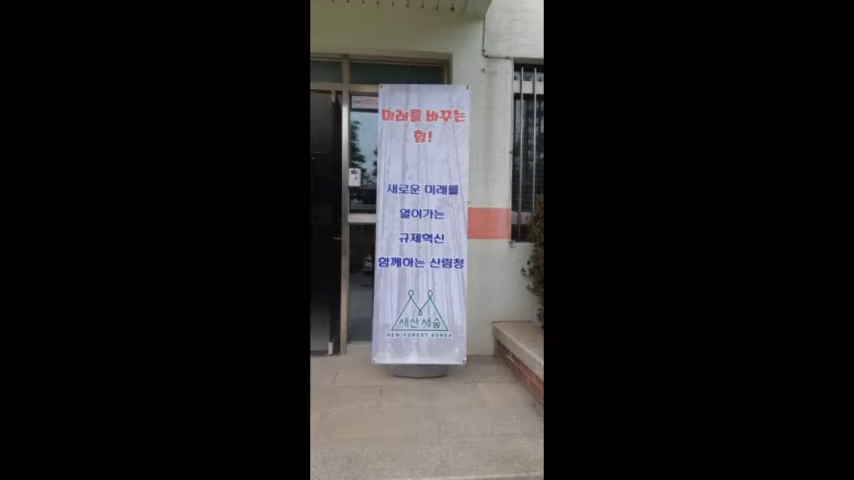 미래를 바꾸는
힘!
새로운 미래를
열어가는
규제혁신
함께하는 산림청
새산새숲
NEW FOREST KOREA